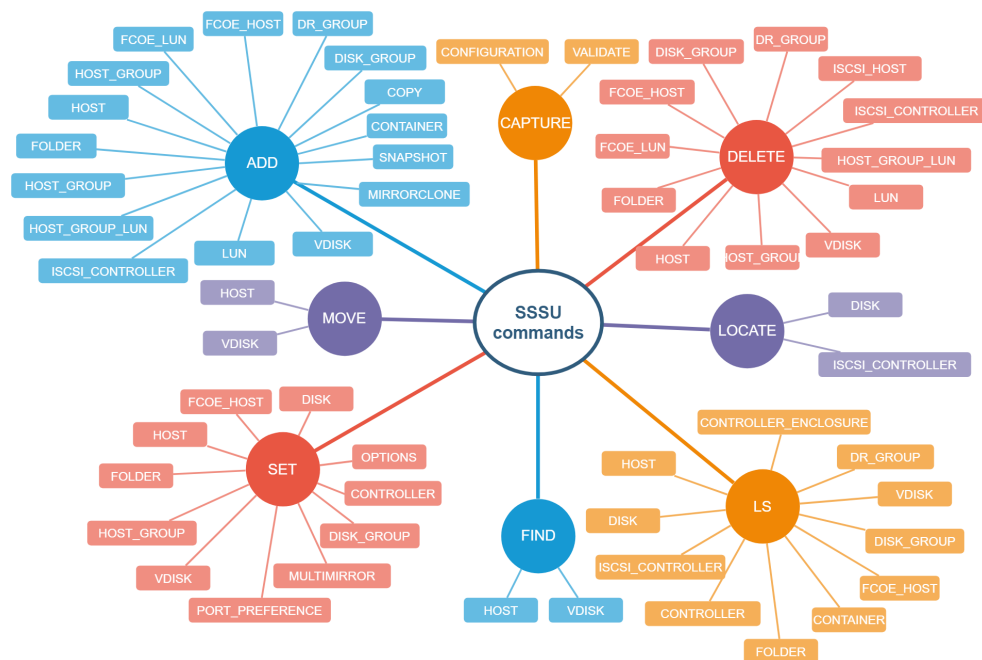 FCOE_HOST
DR_GROUP
FCOE_LUN
DISK_GROUP
HOST_GROUP
COPY
HOST
CONTAINER
FOLDER
ADD
SNAPSHOT
HOST_GROUP
MIRRORCLONE
HOST_GROUP_LUN
VDISK
LUN
ISCSI_CONTROLLER
CONFIGURATION
VALIDATE
CAPTURE
DR_GROUP
DISK_GROUP
ISCSI_HOST
FCOE_HOST
ISCSI_CONTROLLER
FCOE_LUN
DELETE
HOST_GROUP_LUN
FOLDER
LUN
HOST
HOST_GROUP
VDISK
HOST
MOVE
VDISK
SSSU
commands
LOCATE
DISK
ISCSI_CONTROLLER
FCOE_HOST
DISK
HOST
OPTIONS
FOLDER
SET
CONTROLLER
HOST_GROUP
DISK_GROUP
VDISK
MULTIMIRROR
PORT_PREFERENCE
FIND
HOST
VDISK
CONTROLLER_ENCLOSURE
HOST
DR_GROUP
LS
VDISK
DISK
DISK_GROUP
ISCSI_CONTROLLER
FCOE_HOST
CONTROLLER
CONTAINER
FOLDER